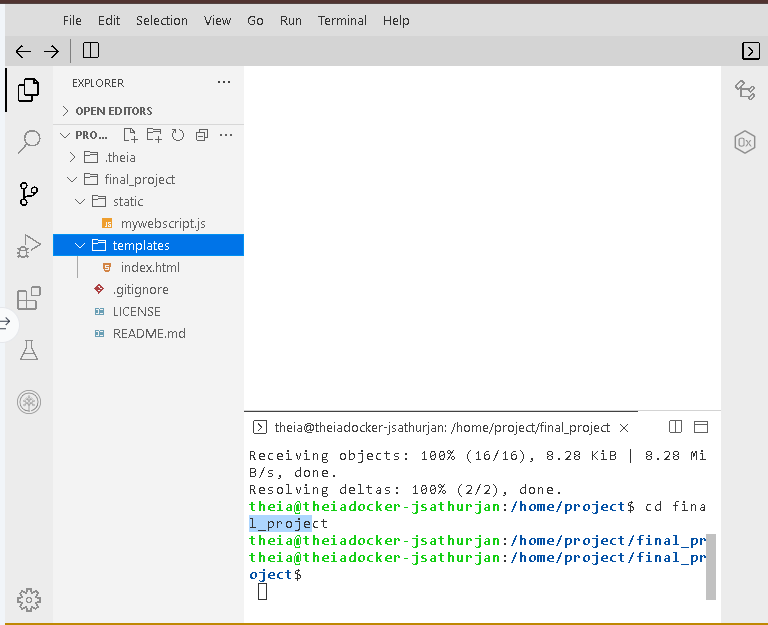 File Edit Selection View Go Run Terminal Help
EXPLORER
OPEN EDITORS
PRO...
.theia
final_project
static
JS mywebscript.js
templates
index.html
.gitignore
LICENSE
README.md
0x
theia@theiadocker-jsathurjan: /home/project/final_project
Receiving objects: 100% (16/16), 8.28 KiB | 8.28 Mi
B/s, done.
Resolving deltas: 100% (2/2), done.
theia@theiadocker-jsathurjan:/home/project$ cd fina
l_project
theia@theiadocker-jsathurjan:/home/project/final_pr
theia@theiadocker-jsathurjan:/home/project/final_pr
oject$